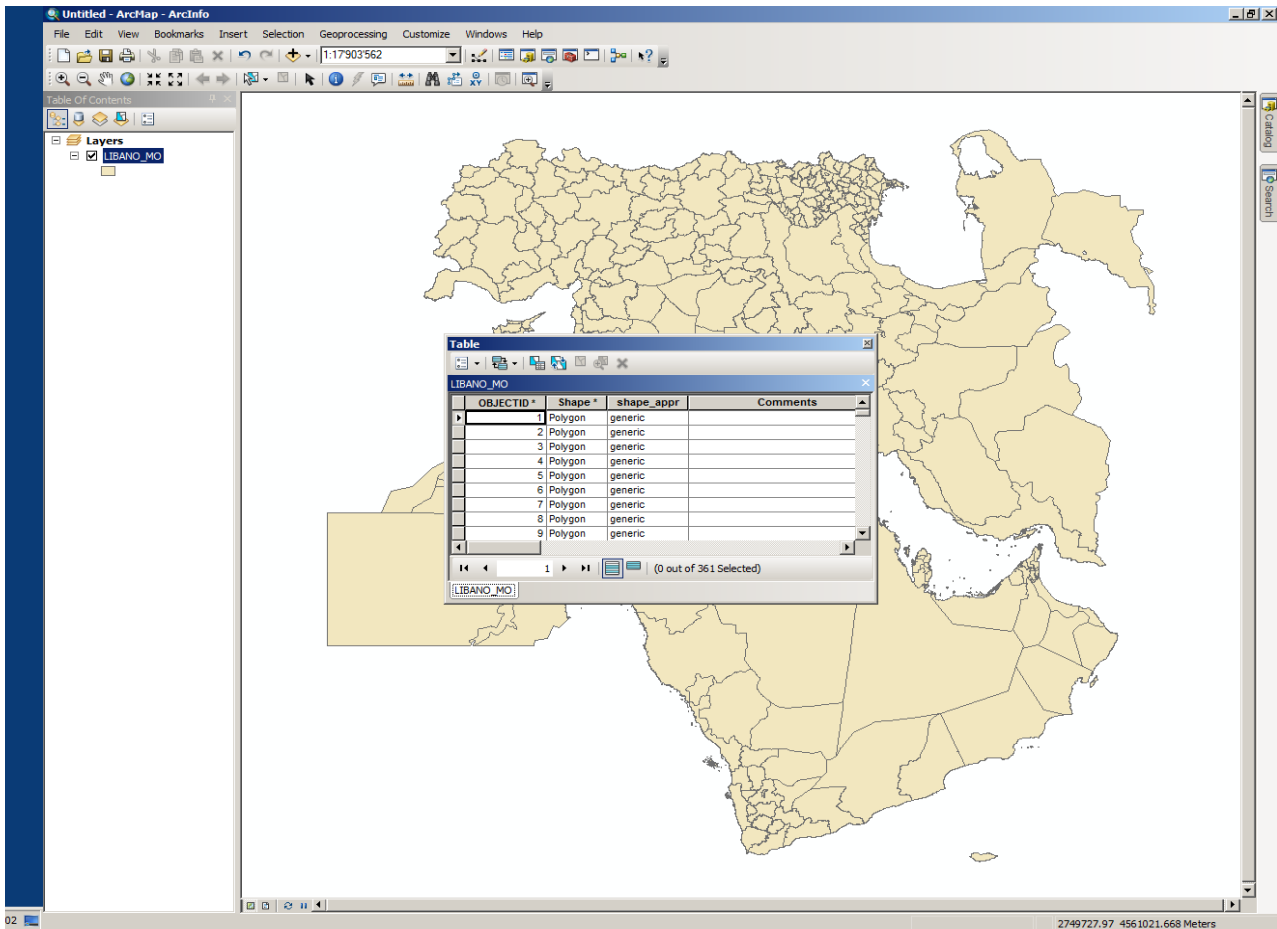 Untitled - ArcMap - ArcInfo
File Edit View Bookmarks Insert Selection Geoprocessing Customize Windows Help
1:17'903'562
Table Of Contents
Layers
LIBANO_MO
Catalog
Search
Table
LIBANO_MO
OBJECTID * Shape * shape_appr Comments
1 Polygon generic
2 Polygon generic
3 Polygon generic
4 Polygon generic
5 Polygon generic
6 Polygon generic
7 Polygon generic
8 Polygon generic
9 Polygon generic
1 (0 out of 361 Selected)
LIBANO_MO
02
2749727.97 4561021.668 Meters